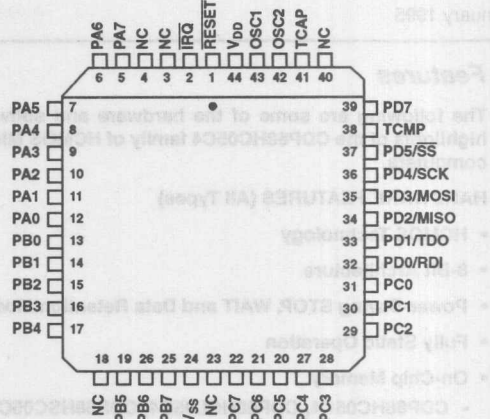 PA6 PA7 NC NC IRQ RESET VDD OSC1 OSC2 TCAP NC
6 5 4 3 2 1 44 43 42 41 40
PA5 7 39 PD7
PA4 8 38 TCMP
PA3 9 37 PD5/SS
PA2 10 36 PD4/SCK
PA1 11 35 PD3/MOSI
PA0 12 34 PD2/MISO
PB0 13 33 PD1/TDO
PB1 14 32 PD0/RDI
PB2 15 31 PC0
PB3 16 30 PC1
PB4 17 29 PC2
18 19 26 25 24 23 22 21 20 27 28
NC PB5 PB6 PB7 VSS NC PC7 PC6 PC5 PC4 PC3